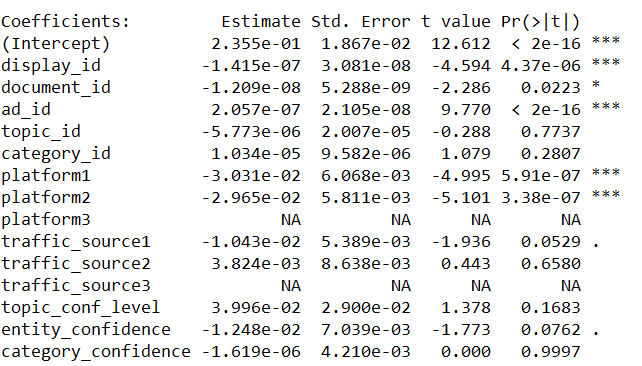 Coefficients: Estimate Std. Error t value Pr(>|t|)
(Intercept) 2.355e-01 1.867e-02 12.612 < 2e-16 ***
display_id -1.415e-07 3.081e-08 -4.594 4.37e-06 ***
document_id -1.209e-08 5.288e-09 -2.286 0.0223 *
ad_id 2.057e-07 2.105e-08 9.770 < 2e-16 ***
topic_id -5.773e-06 2.007e-05 -0.288 0.7737
category_id 1.034e-05 9.582e-06 1.079 0.2807
platform1 -3.031e-02 6.068e-03 -4.995 5.91e-07 ***
platform2 -2.965e-02 5.811e-03 -5.101 3.38e-07 ***
platform3 NA NA NA NA
traffic_source1 -1.043e-02 5.389e-03 -1.936 0.0529 .
traffic_source2 3.824e-03 8.638e-03 0.443 0.6580
traffic_source3 NA NA NA NA
topic_conf_level 3.996e-02 2.900e-02 1.378 0.1683
entity_confidence -1.248e-02 7.039e-03 -1.773 0.0762 .
category_confidence -1.619e-06 4.210e-03 0.000 0.9997